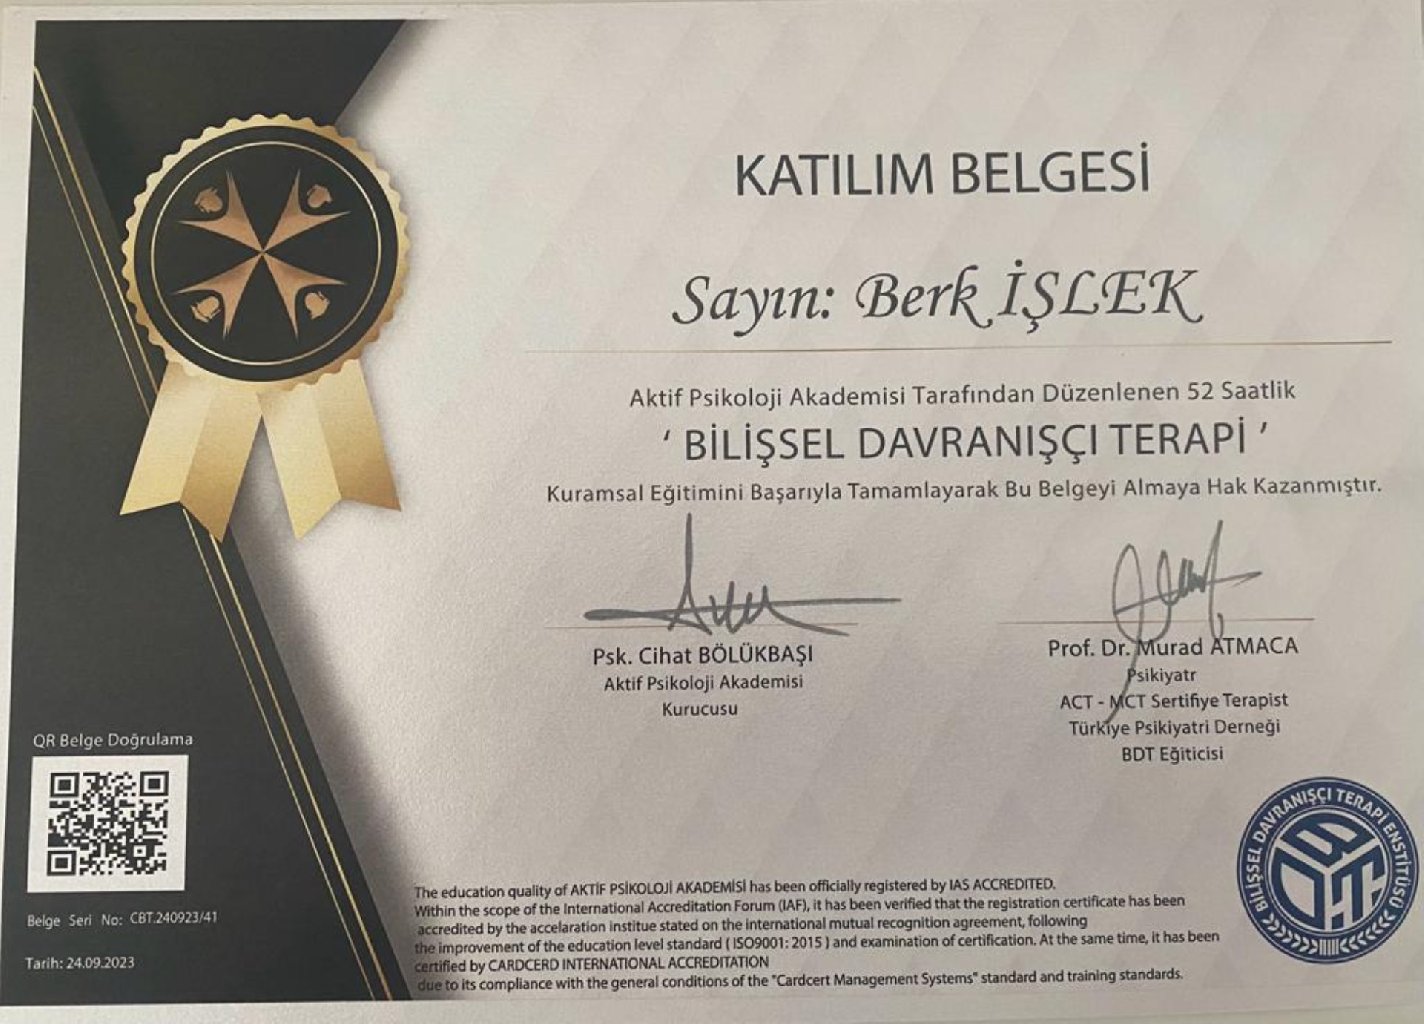 KATILIM BELGESİ
Sayın: Berk İŞLEK
Aktif Psikoloji Akademisi Tarafından Düzenlenen 52 Saatlik
‘ BİLİŞSEL DAVRANIŞÇI TERAPİ ’
Kuramsal Eğitimini Başarıyla Tamamlayarak Bu Belgeyi Almaya Hak Kazanmıştır.
Psk. Cihat BÖLÜKBAŞI
Aktif Psikoloji Akademisi
Kurucusu
Prof. Dr. Murad ATMACA
Psikiyatr
ACT - MCT Sertifiye Terapist
Türkiye Psikiyatri Derneği
BDT Eğiticisi
QR Belge Doğrulama
Belge Seri No: CBT.240923/41
Tarih: 24.09.2023
The education quality of AKTİF PSİKOLOJİ AKADEMİSİ has been officially registered by IAS ACCREDITED.
Within the scope of the International Accreditation Forum (IAF), it has been verified that the registration certificate has been
accredited by the accelaration institue stated on the international mutual recognition agreement, following
the improvement of the education level standard ( ISO9001: 2015 ) and examination of certification. At the same time, it has been
certified by CARDCERD INTERNATIONAL ACCREDITATION
due to its compliance with the general conditions of the "Cardcert Management Systems" standard and training standards.
BİLİŞSEL DAVRANIŞÇI TERAPİ ENSTİTÜSÜ